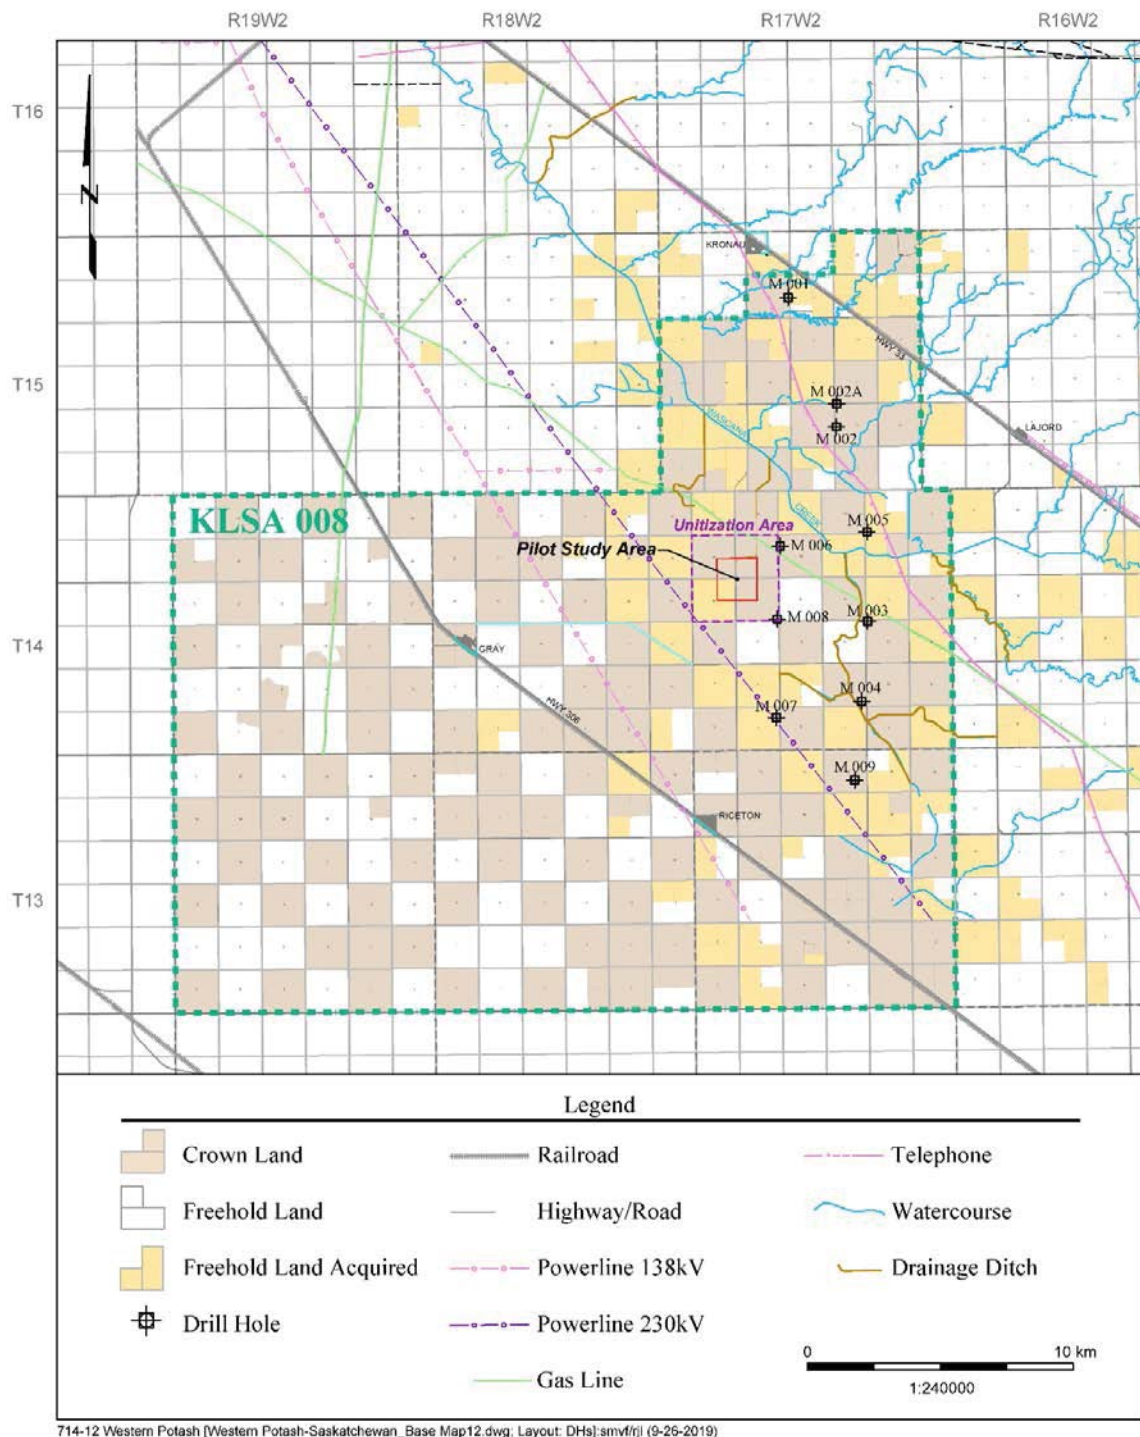 R19W2 R18W2 R17W2 R16W2
T16
N
KRONAU
M 001
HWY 33
T15
M 002A
WASCANA
M 002
LAJORD
KLSA 008
CREEK
M 005
Unitization Area
Pilot Study Area
M 006
M 008
M 003
T14
GRAY
M 004
HWY 306
M 007
M 009
RICETON
T13
Legend
Crown Land Railroad Telephone
Freehold Land Highway/Road Watercourse
Freehold Land Acquired Powerline 138kV Drainage Ditch
Drill Hole Powerline 230kV
0 10 km
Gas Line
1:240000
714-12 Western Potash [Western Potash-Saskatchewan_Base Map12.dwg; Layout: DHs]:smvf/rjl (9-26-2019)